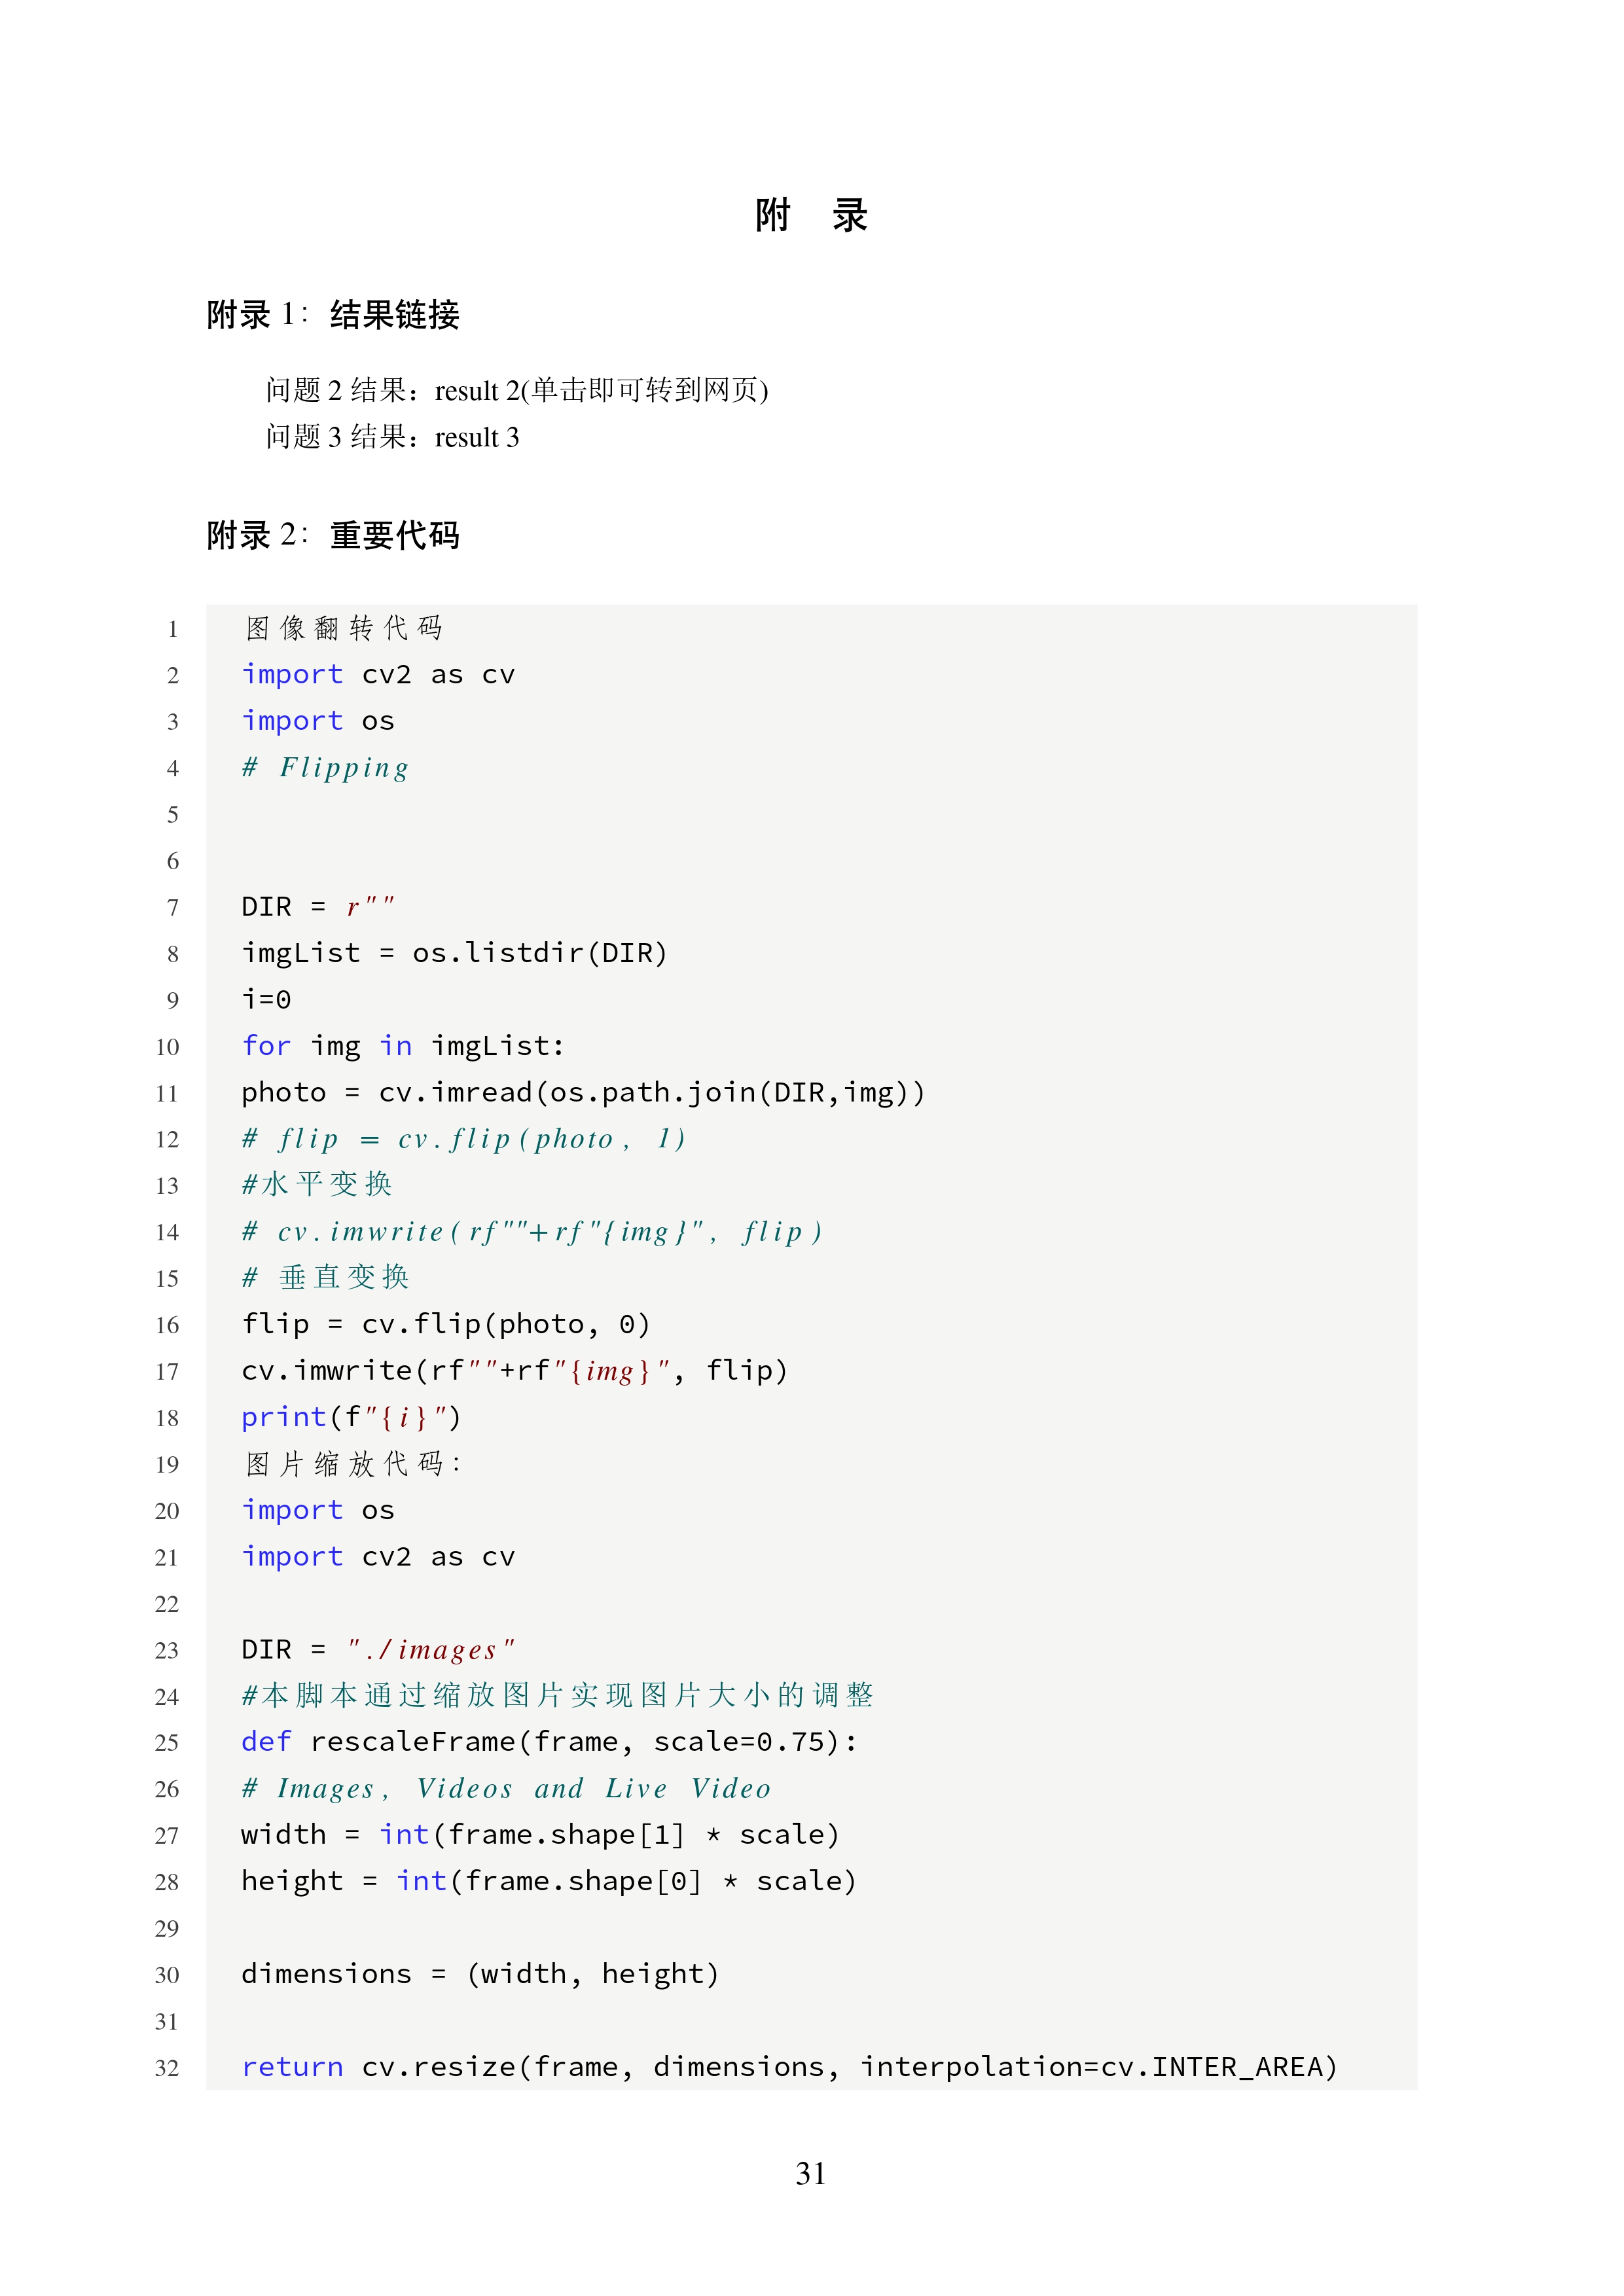 附 录
附录 1：结果链接
问题 2 结果：result 2(单击即可转到网页)
问题 3 结果：result 3
附录 2：重要代码
1 图像翻转代码
2 import cv2 as cv
3 import os
4 # Flipping
5
6
7 DIR = r""
8 imgList = os.listdir(DIR)
9 i=0
10 for img in imgList:
11 photo = cv.imread(os.path.join(DIR,img))
12 # flip = cv.flip(photo, 1)
13 #水平变换
14 # cv.imwrite(rf""+rf"{img}", flip)
15 # 垂直变换
16 flip = cv.flip(photo, 0)
17 cv.imwrite(rf""+rf"{img}", flip)
18 print(f"{i}")
19 图片缩放代码：
20 import os
21 import cv2 as cv
22
23 DIR = "./images"
24 #本脚本通过缩放图片实现图片大小的调整
25 def rescaleFrame(frame, scale=0.75):
26 # Images, Videos and Live Video
27 width = int(frame.shape[1] * scale)
28 height = int(frame.shape[0] * scale)
29
30 dimensions = (width, height)
31
32 return cv.resize(frame, dimensions, interpolation=cv.INTER_AREA)
31